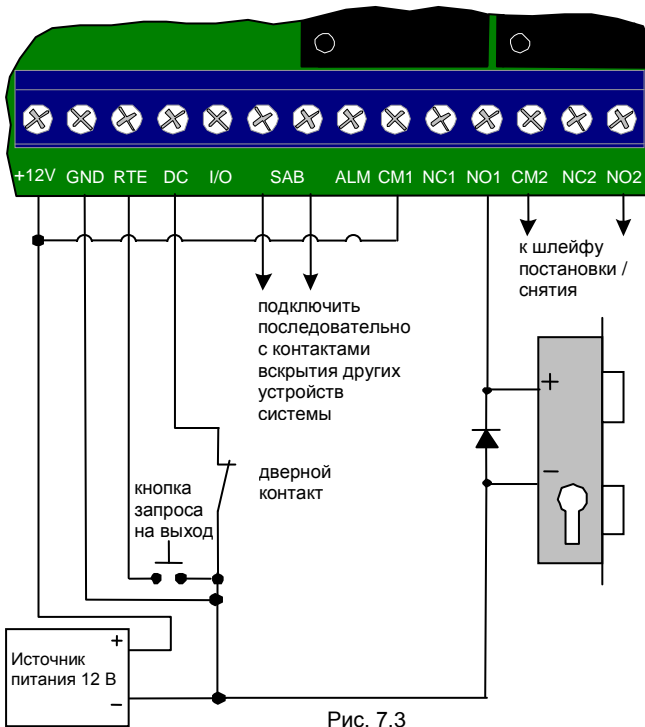 +12V GND RTE DC I/O SAB ALM CM1 NC1 NO1 CM2 NC2 NO2
к шлейфу
постановки /
снятия
подключить
последовательно
с контактами
вскрытия других
устройств
системы
+
−
дверной
контакт
кнопка
запроса
на выход
+
Источник
питания 12 В
−
Рис. 7.3